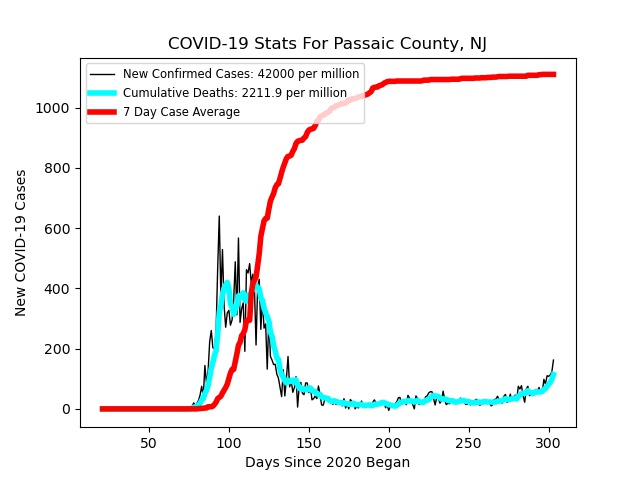 COVID-19 Stats For Passaic County, NJ
New Confirmed Cases: 42000 per million
Cumulative Deaths: 2211.9 per million
7 Day Case Average
New COVID-19 Cases
1000
800
600
400
200
0
50 100 150 200 250 300
Days Since 2020 Began